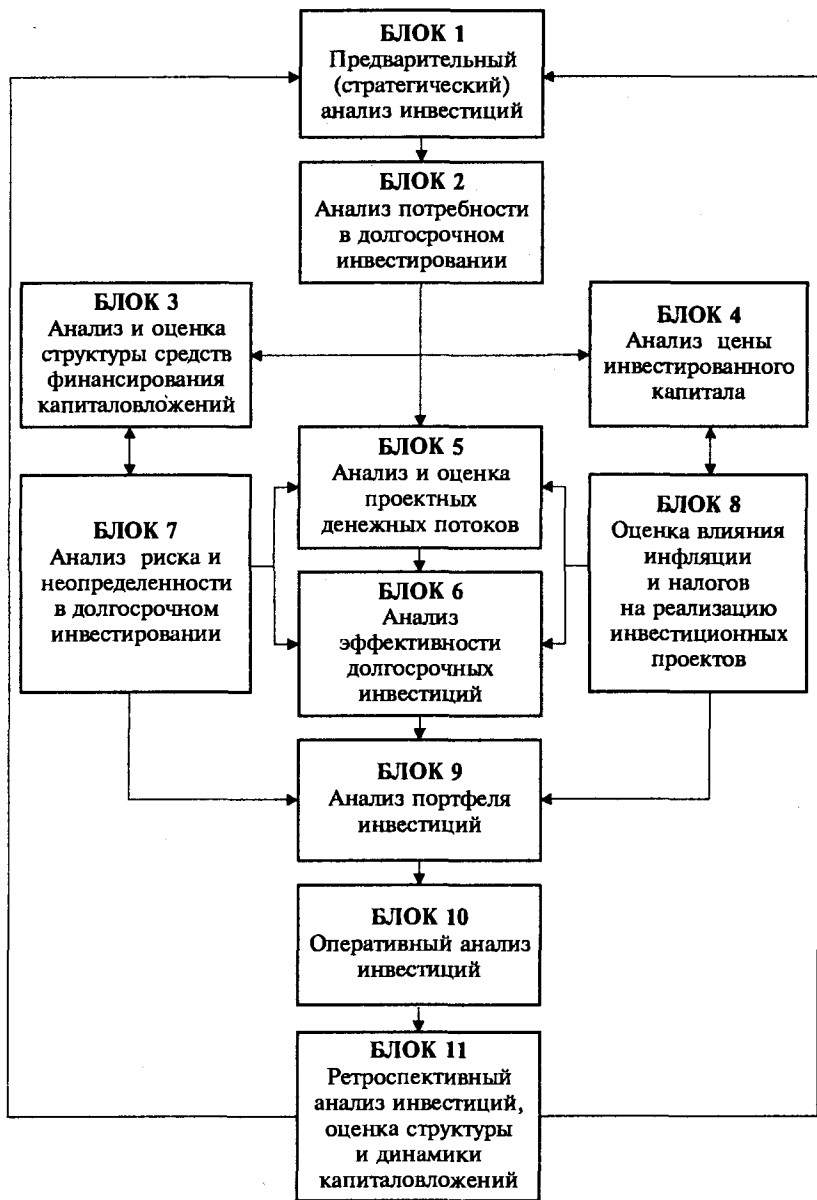 БЛОК 1
Предварительный
(стратегический)
анализ инвестиций
БЛОК 2
Анализ потребности
в долгосрочном
инвестировании
БЛОК 3
Анализ и оценка
структуры средств
финансирования
капиталовложений
БЛОК 4
Анализ цены
инвестированного
капитала
БЛОК 5
Анализ и оценка
проектных
денежных потоков
БЛОК 7
Анализ риска и
неопределенности
в долгосрочном
инвестировании
БЛОК 8
Оценка влияния
инфляции
и налогов
на реализацию
инвестиционных
проектов
БЛОК 6
Анализ
эффективности
долгосрочных
инвестиций
БЛОК 9
Анализ портфеля
инвестиций
БЛОК 10
Оперативный анализ
инвестиций
БЛОК 11
Ретроспективный
анализ инвестиций,
оценка структуры
и динамики
капиталовложений